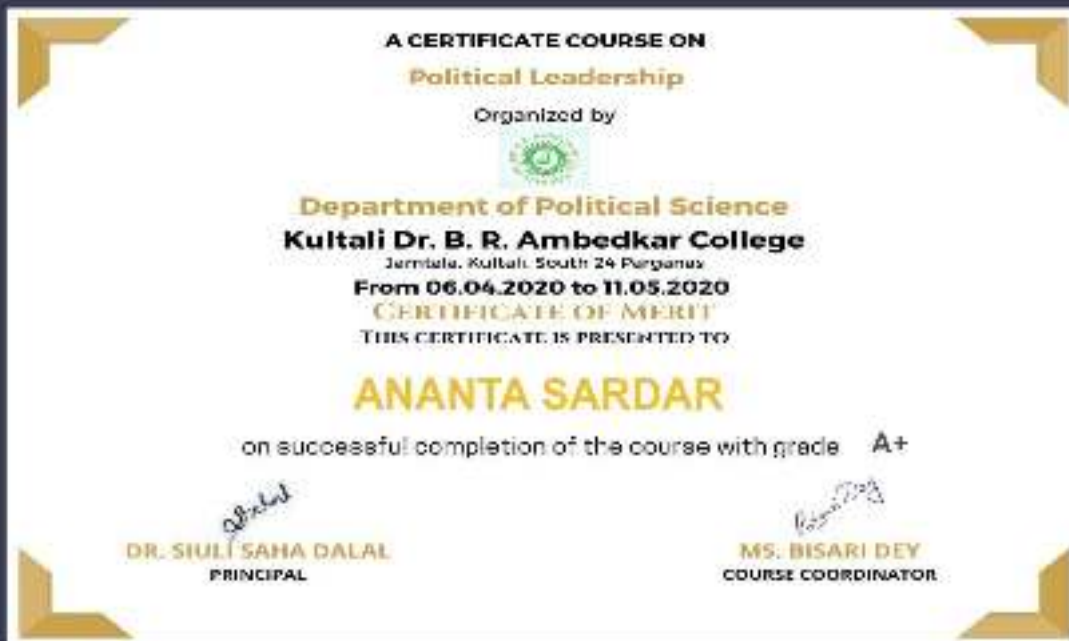 A CERTIFICATE COURSE ON
Political Leadership
Organized by
Department of Political Science
Kultali Dr. B. R. Ambedkar College
Jamtala, Kultali, South 24 Parganas
From 06.04.2020 to 11.05.2020
CERTIFICATE OF MERIT
THIS CERTIFICATE IS PRESENTED TO
ANANTA SARDAR
on successful completion of the course with grade A+
DR. SIULI SAHA DALAL
PRINCIPAL
MS. BISARI DEY
COURSE COORDINATOR